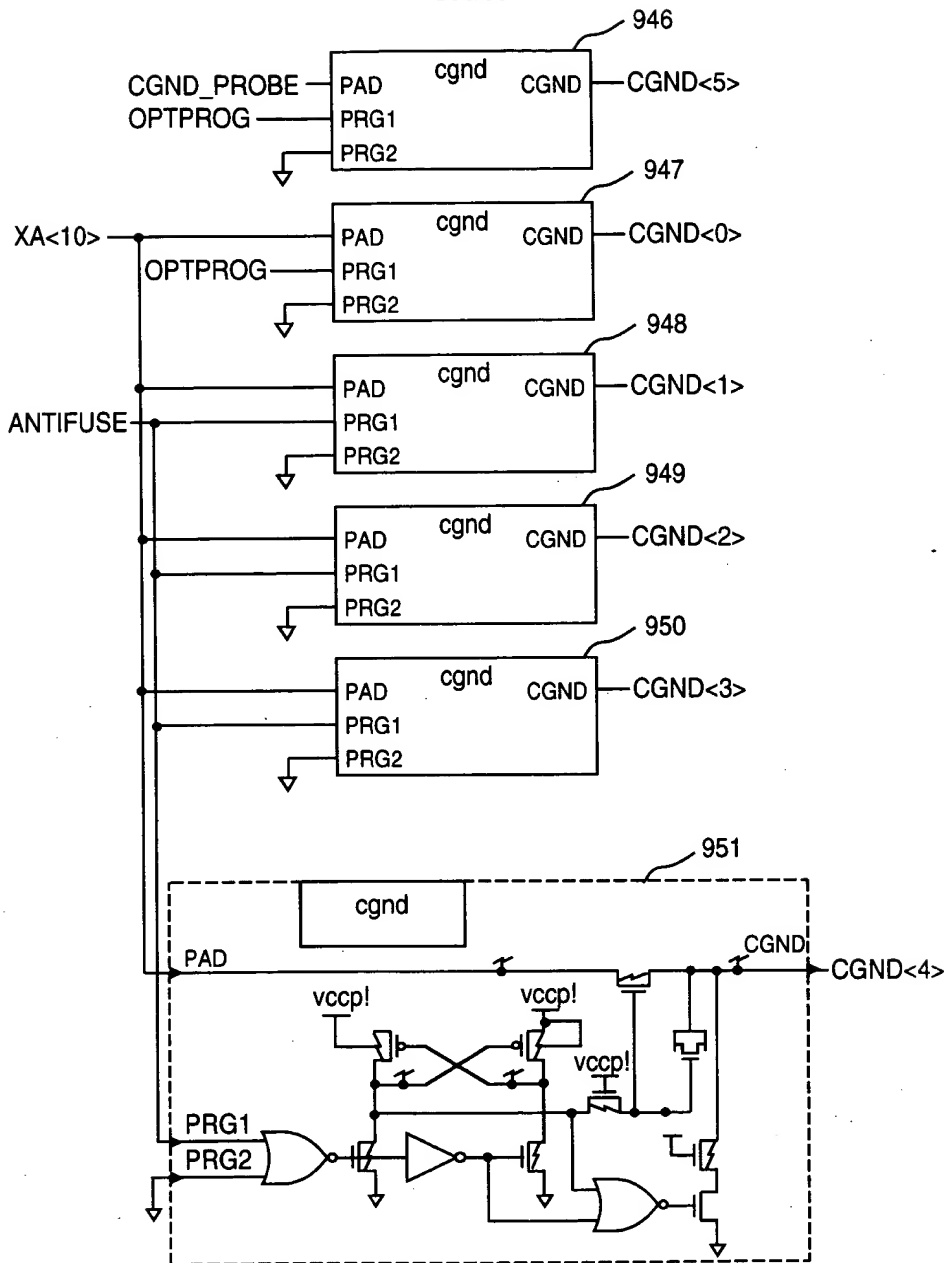 946
cgnd
CGND_PROBE PAD CGND CGND<5>
OPTPROG PRG1
PRG2
947
cgnd
XA<10> PAD CGND CGND<0>
OPTPROG PRG1
PRG2
948
cgnd
PAD CGND CGND<1>
ANTIFUSE PRG1
PRG2
949
cgnd
PAD CGND CGND<2>
PRG1
PRG2
950
cgnd
PAD CGND CGND<3>
PRG1
PRG2
951
cgnd
PAD CGND CGND<4>
vccp! vccp!
vccp!
PRG1
PRG2